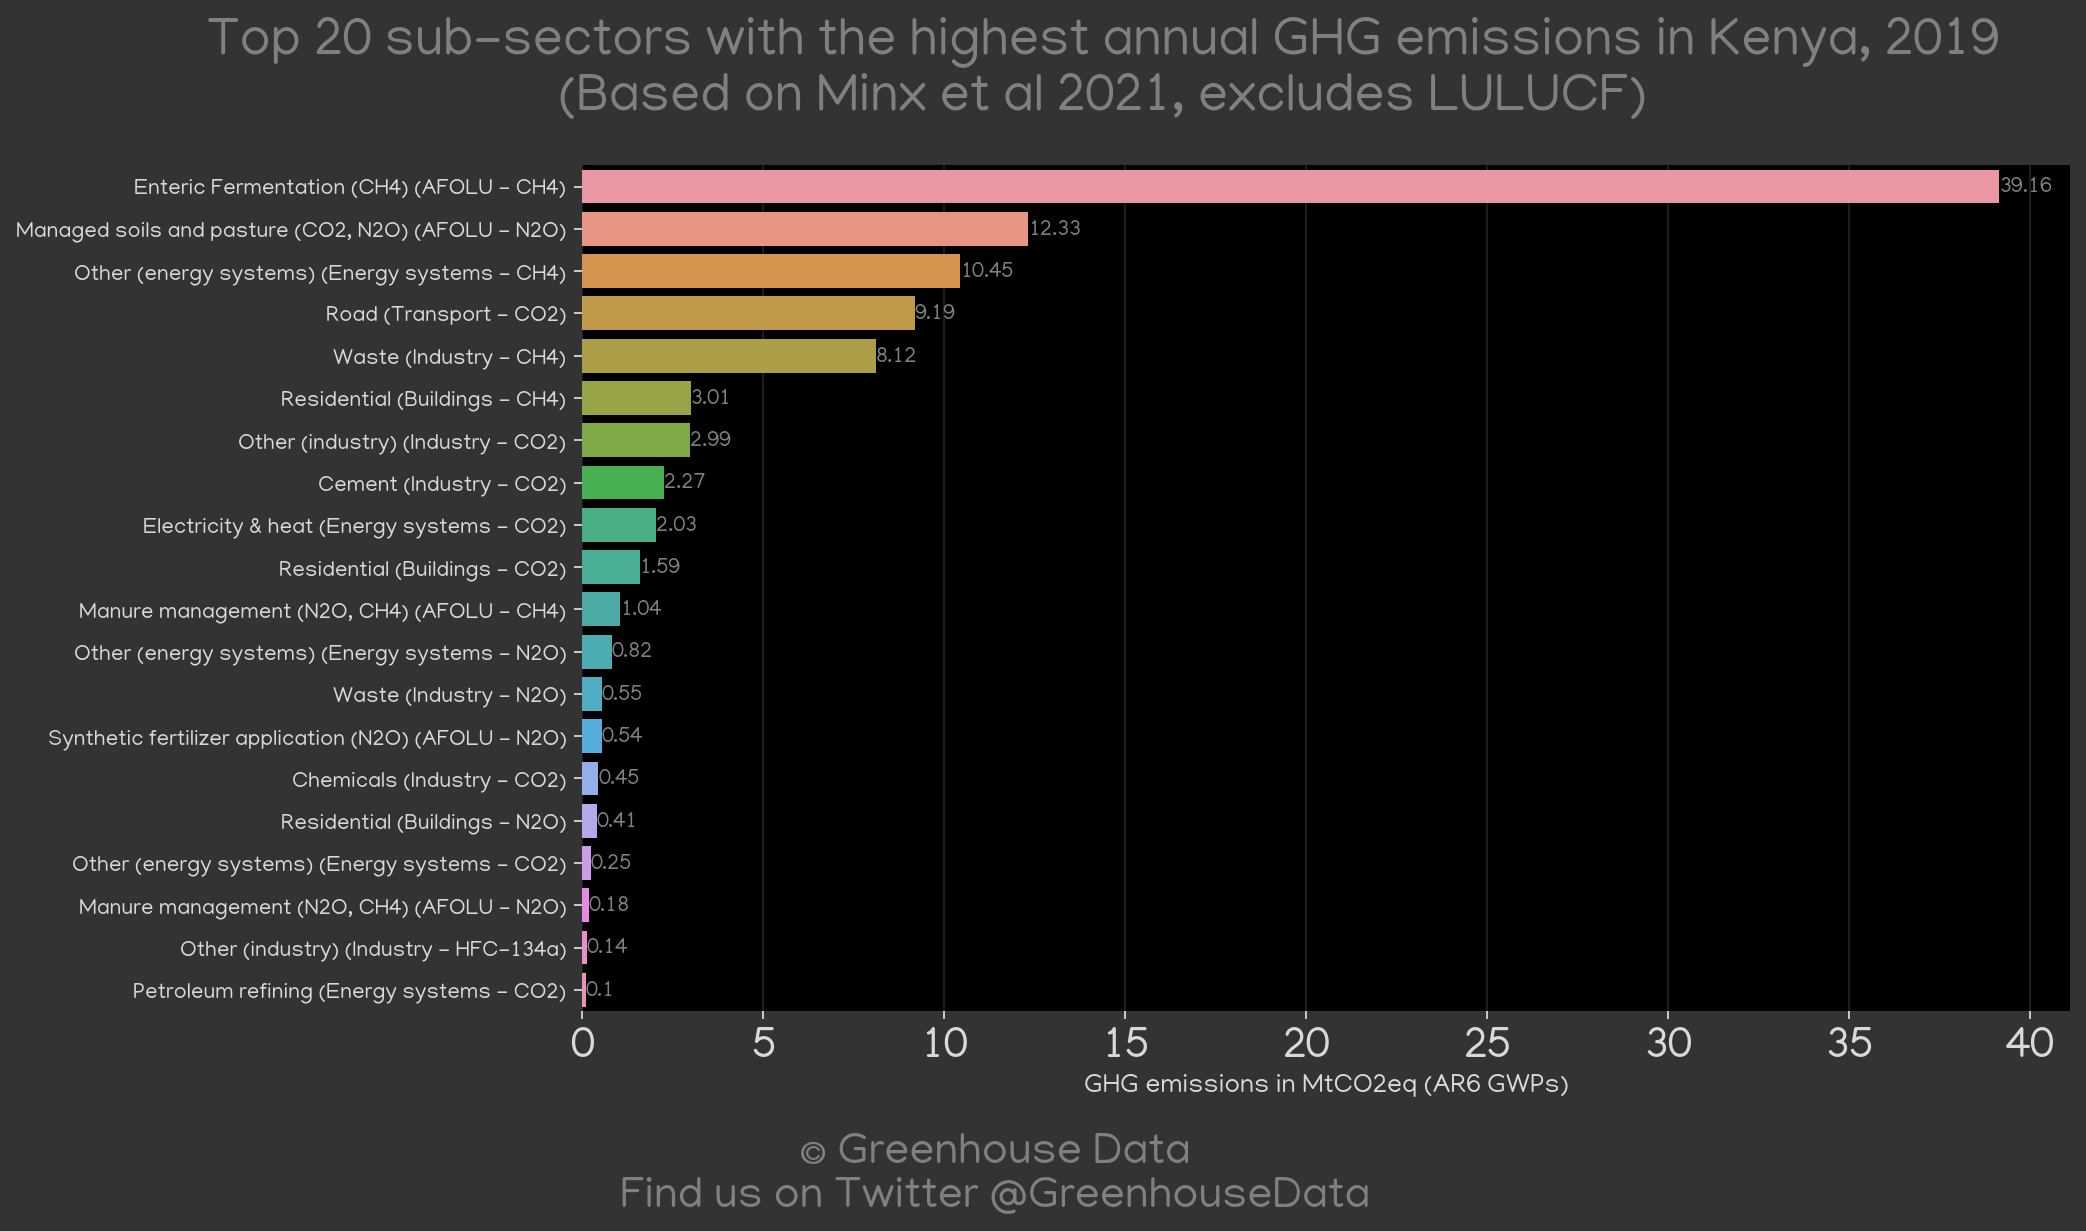 Top 20 sub-sectors with the highest annual GHG emissions in Kenya, 2019
(Based on Minx et al 2021, excludes LULUCF)
Enteric Fermentation (CH4) (AFOLU - CH4) 39.16
Managed soils and pasture (CO2, N2O) (AFOLU - N2O) 12.33
Other (energy systems) (Energy systems - CH4) 10.45
Road (Transport - CO2) 9.19
Waste (Industry - CH4) 8.12
Residential (Buildings - CH4) 3.01
Other (industry) (Industry - CO2) 2.99
Cement (Industry - CO2) 2.27
Electricity & heat (Energy systems - CO2) 2.03
Residential (Buildings - CO2) 1.59
Manure management (N2O, CH4) (AFOLU - CH4) 1.04
Other (energy systems) (Energy systems - N2O) 0.82
Waste (Industry - N2O) 0.55
Synthetic fertilizer application (N2O) (AFOLU - N2O) 0.54
Chemicals (Industry - CO2) 0.45
Residential (Buildings - N2O) 0.41
Other (energy systems) (Energy systems - CO2) 0.25
Manure management (N2O, CH4) (AFOLU - N2O) 0.18
Other (industry) (Industry - HFC-134a) 0.14
Petroleum refining (Energy systems - CO2) 0.1
0 5 10 15 20 25 30 35 40
GHG emissions in MtCO2eq (AR6 GWPs)
© Greenhouse Data
Find us on Twitter @GreenhouseData